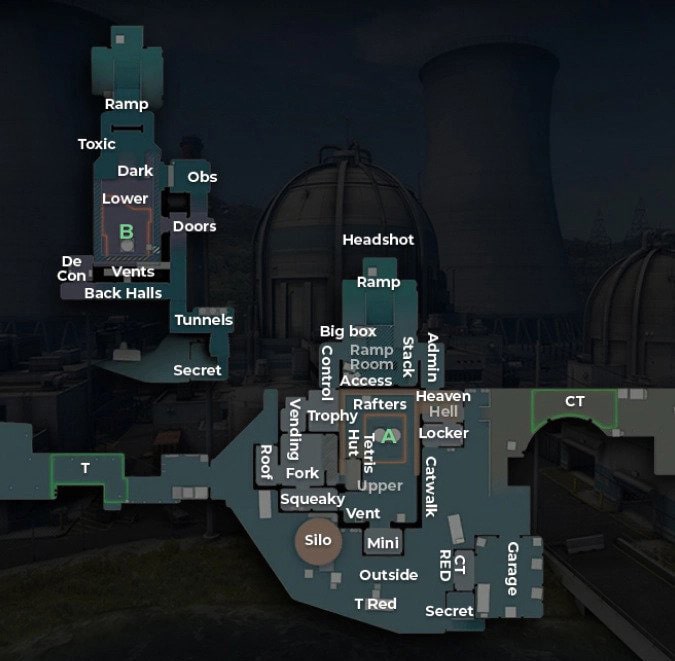 Ramp
Toxic
Dark
Obs
Lower
B
Doors
De
Con
Vents
Back Halls
Tunnels
Secret
Headshot
Ramp
Big box
Ramp
Room
Stack
Admin
Control
Access
Heaven
Hell
CT
Rafters
Trophy
Vending
Hut
Tetris
A
Locker
T
Roof
Fork
Upper
Catwalk
Squeaky
Vent
Silo
Mini
CT
RED
Garage
Outside
T Red
Secret